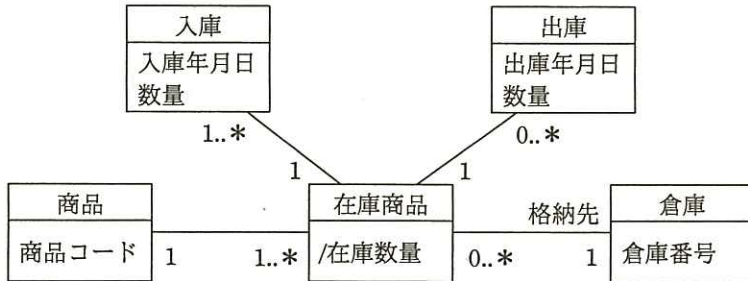 入庫
入庫年月日
数量
出庫
出庫年月日
数量
1..*
0..*
1
1
商品
商品コード
1
1..*
在庫商品
/在庫数量
格納先
0..*
1
倉庫
倉庫番号